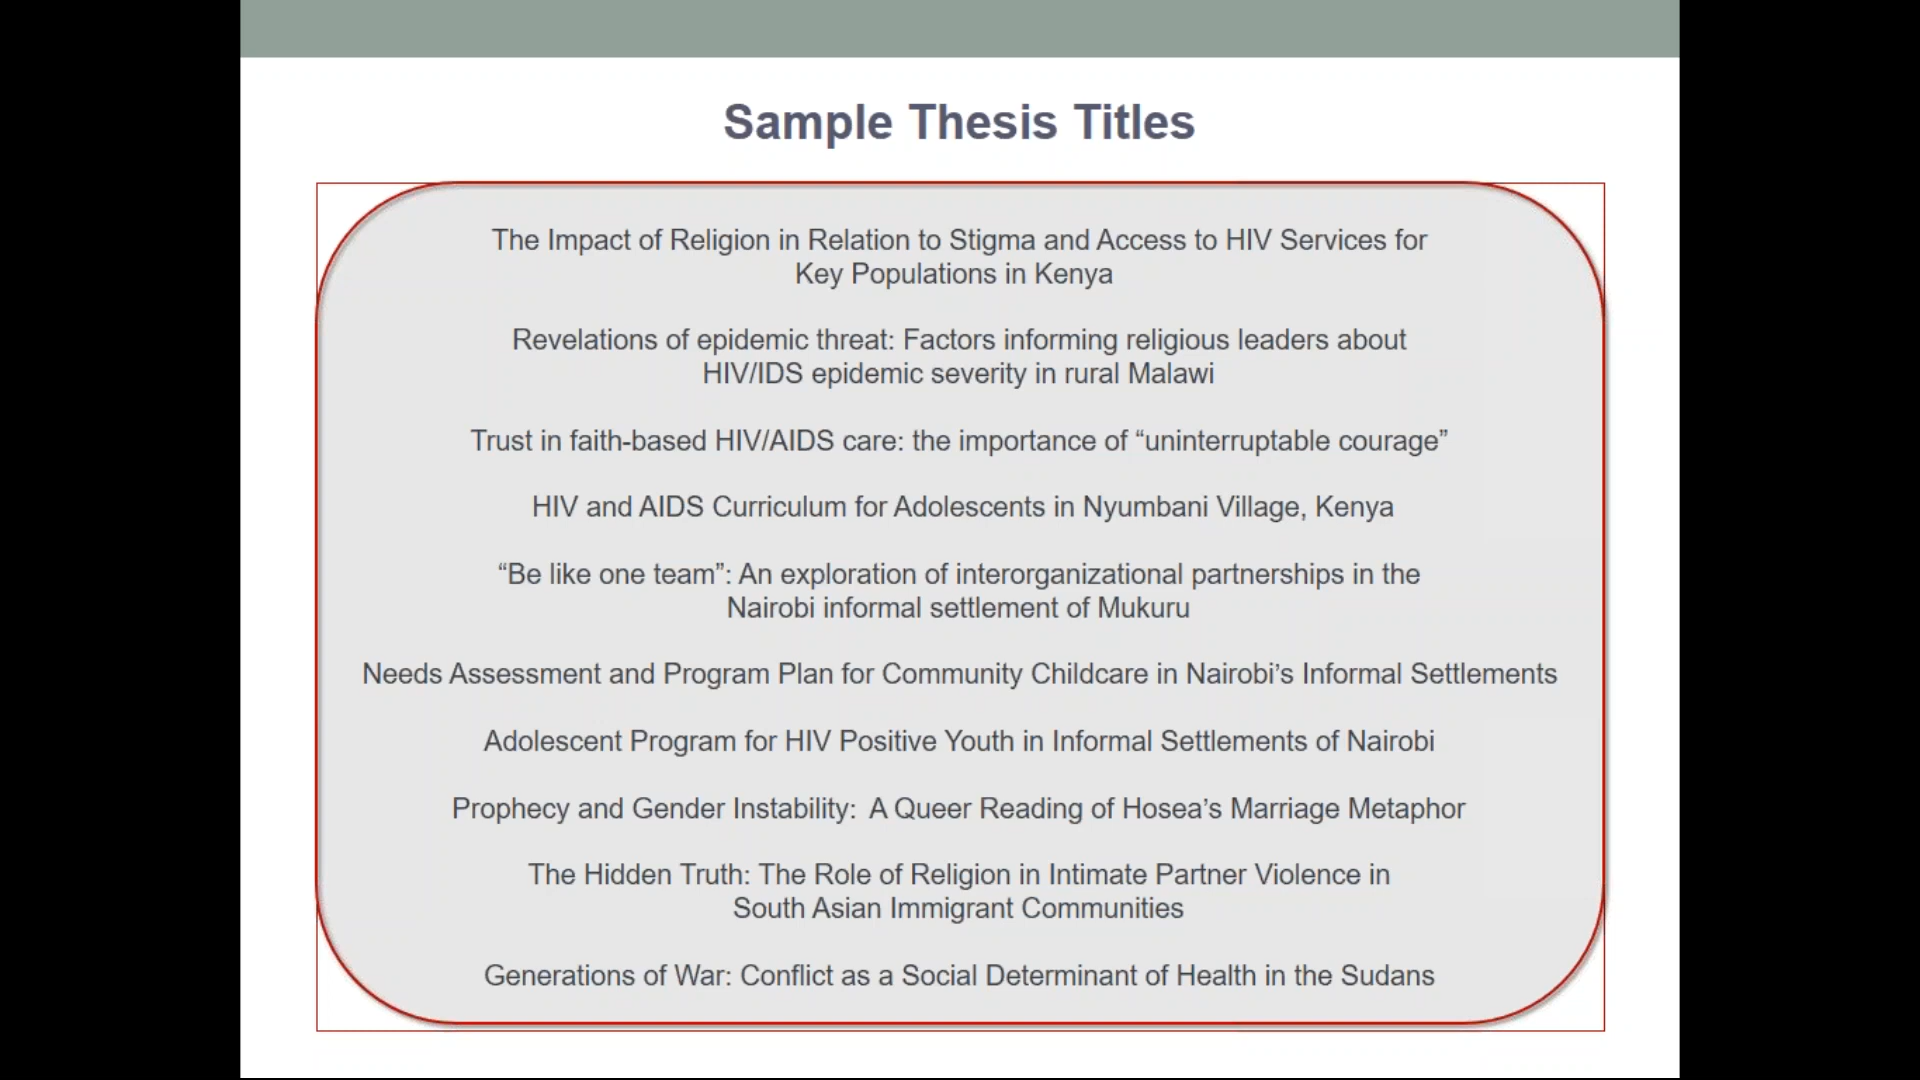 Sample Thesis Titles
The Impact of Religion in Relation to Stigma and Access to HIV Services for
Key Populations in Kenya
Revelations of epidemic threat: Factors informing religious leaders about
HIV/IDS epidemic severity in rural Malawi
Trust in faith-based HIV/AIDS care: the importance of “uninterruptable courage”
HIV and AIDS Curriculum for Adolescents in Nyumbani Village, Kenya
“Be like one team”: An exploration of interorganizational partnerships in the
Nairobi informal settlement of Mukuru
Needs Assessment and Program Plan for Community Childcare in Nairobi’s Informal Settlements
Adolescent Program for HIV Positive Youth in Informal Settlements of Nairobi
Prophecy and Gender Instability:  A Queer Reading of Hosea’s Marriage Metaphor
The Hidden Truth: The Role of Religion in Intimate Partner Violence in
South Asian Immigrant Communities
Generations of War: Conflict as a Social Determinant of Health in the Sudans